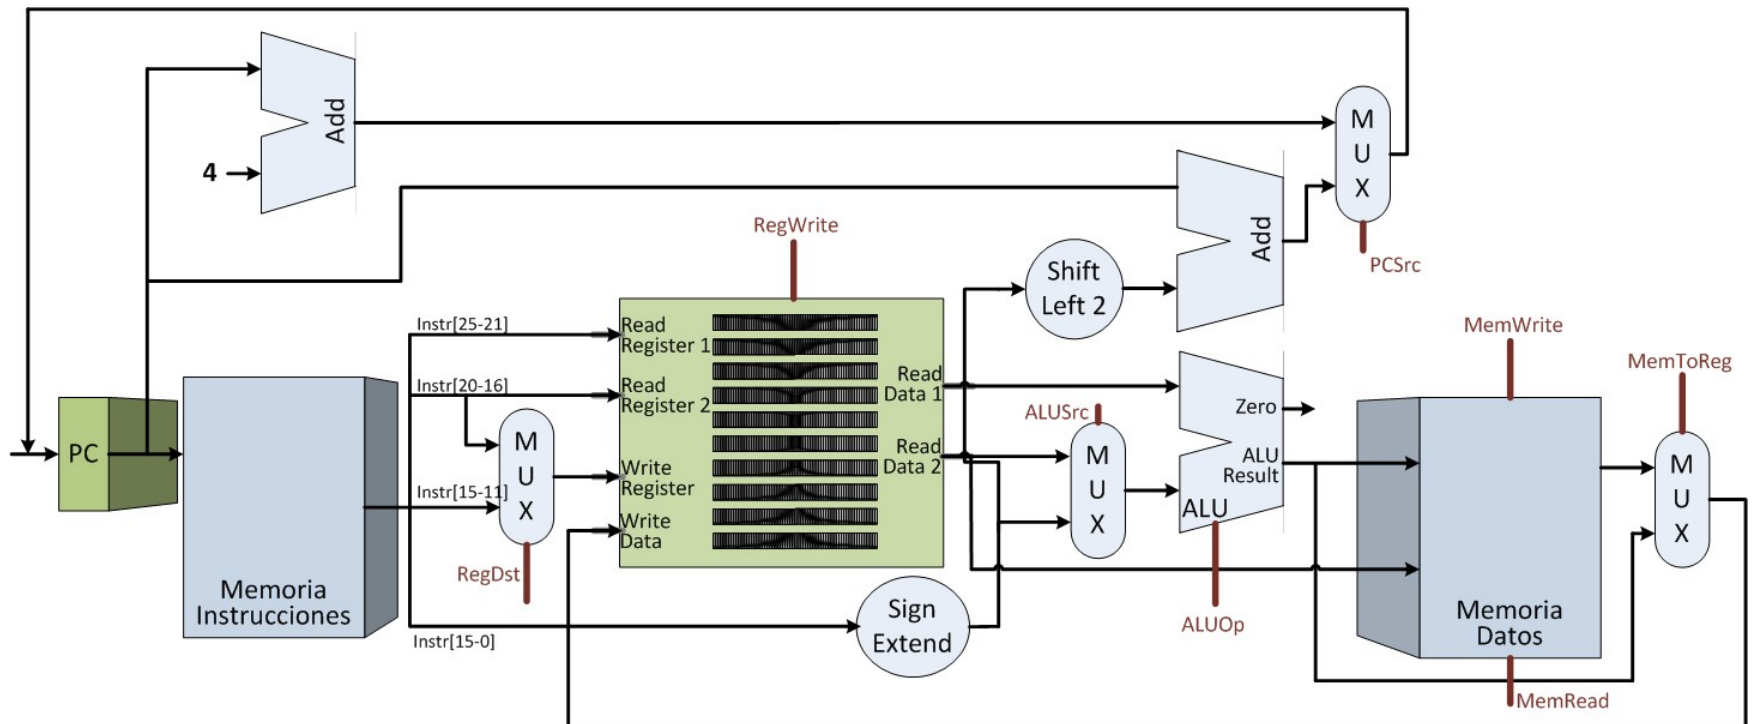 Add
4
M
U
X
PCSrc
Add
Shift
Left 2
RegWrite
Instr[25-21]
Read
Register 1
Instr[20-16]
Read
Register 2
Read
Data 1
Read
Data 2
PC
M
U
X
Write
Register
Instr[15-11]
Write
Data
RegDst
Memoria
Instrucciones
Instr[15-0]
Sign
Extend
ALUSrc
M
U
X
Zero
ALU
Result
ALU
ALUOp
MemWrite
Memoria
Datos
MemRead
MemToReg
M
U
X